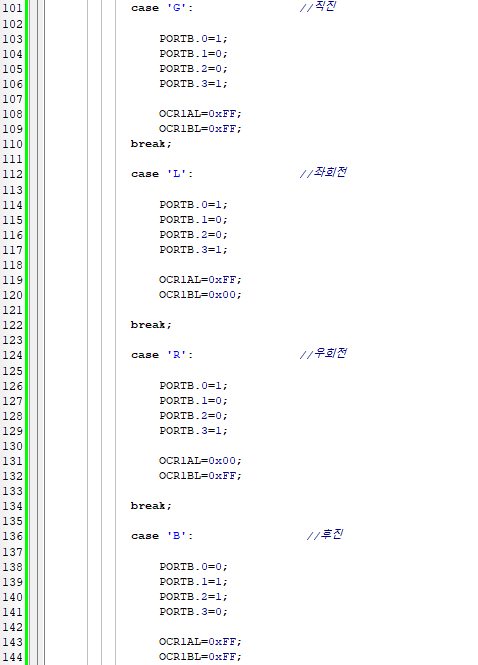 101 case 'G': //직진
102
103 PORTB.0=1;
104 PORTB.1=0;
105 PORTB.2=0;
106 PORTB.3=1;
107
108 OCR1AL=0xFF;
109 OCR1BL=0xFF;
110 break;
111
112 case 'L': //좌회전
113
114 PORTB.0=1;
115 PORTB.1=0;
116 PORTB.2=0;
117 PORTB.3=1;
118
119 OCR1AL=0xFF;
120 OCR1BL=0x00;
121
122 break;
123
124 case 'R': //우회전
125
126 PORTB.0=1;
127 PORTB.1=0;
128 PORTB.2=0;
129 PORTB.3=1;
130
131 OCR1AL=0x00;
132 OCR1BL=0xFF;
133
134 break;
135
136 case 'B': //후진
137
138 PORTB.0=0;
139 PORTB.1=1;
140 PORTB.2=1;
141 PORTB.3=0;
142
143 OCR1AL=0xFF;
144 OCR1BL=0xFF;